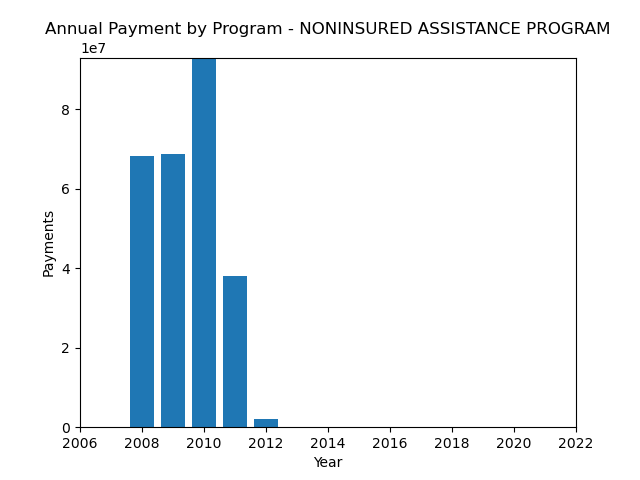 Annual Payment by Program - NONINSURED ASSISTANCE PROGRAM
1e7
8
6
4
2
0
Payments
2006 2008 2010 2012 2014 2016 2018 2020 2022
Year